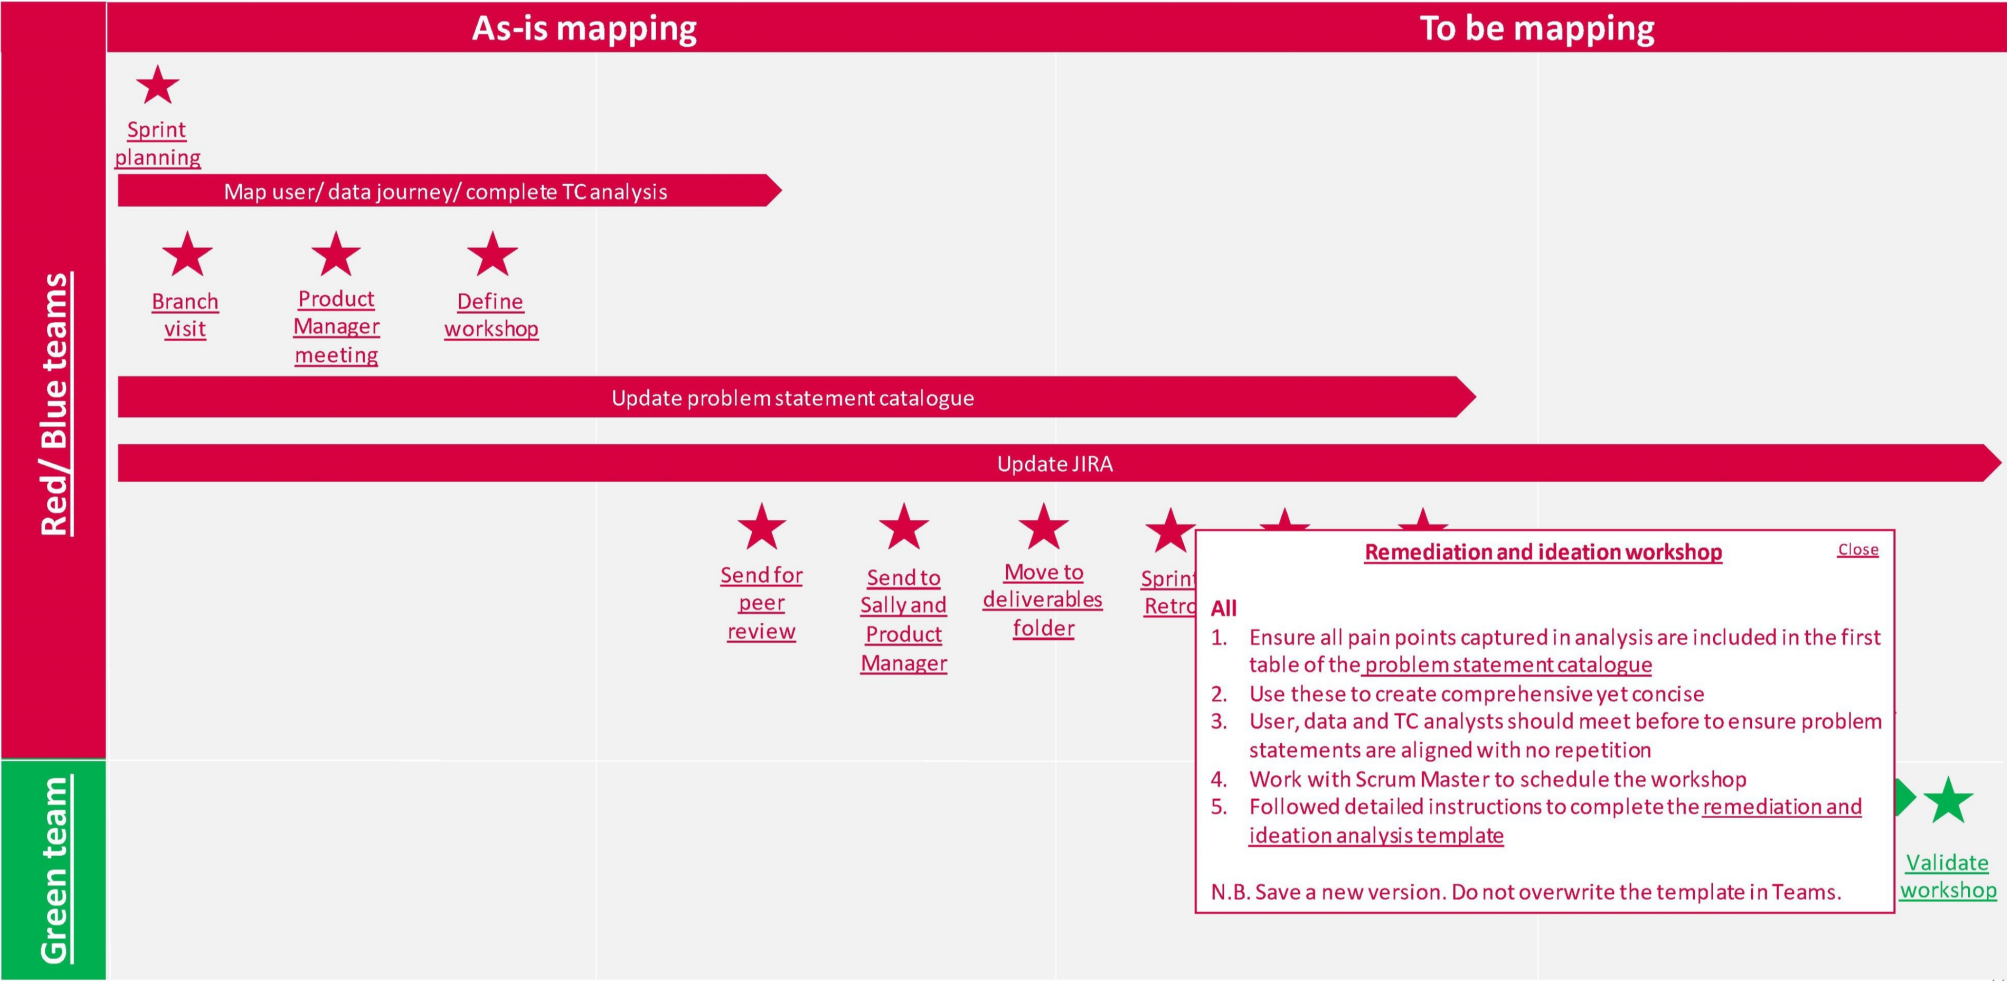 As-is mapping
To be mapping
Red/ Blue teams
Sprint
planning
Map user/ data journey/ complete TC analysis
Branch
visit
Product
Manager
meeting
Define
workshop
Update problem statement catalogue
Update JIRA
Send for
peer
review
Send to
Sally and
Product
Manager
Move to
deliverables
folder
Sprint
Retro
Remediation and ideation workshop
Close
All
1. Ensure all pain points captured in analysis are included in the first
table of the problem statement catalogue
2. Use these to create comprehensive yet concise
3. User, data and TC analysts should meet before to ensure problem
statements are aligned with no repetition
4. Work with Scrum Master to schedule the workshop
5. Followed detailed instructions to complete the remediation and
ideation analysis template
N.B. Save a new version. Do not overwrite the template in Teams.
Green team
Validate
workshop